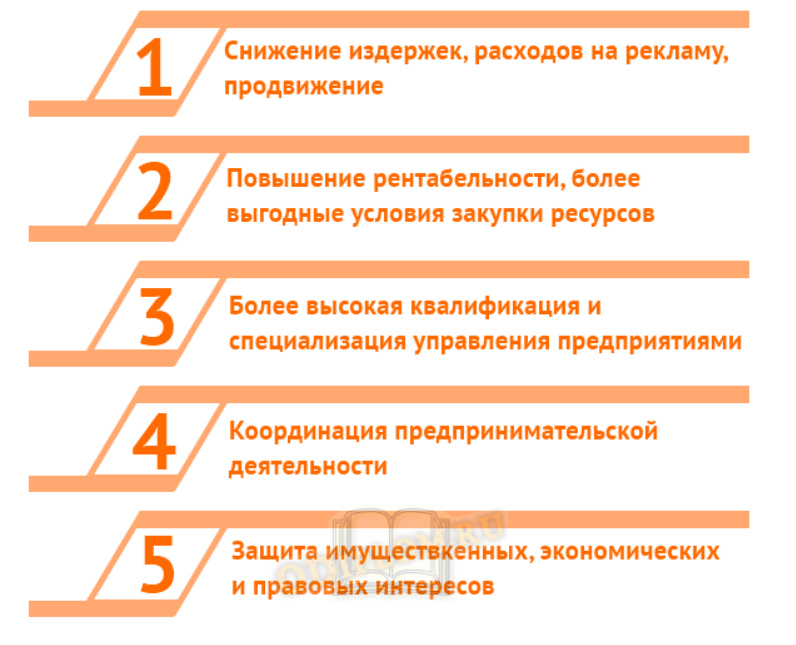 1
Снижение издержек, расходов на рекламу,
продвижение
2
Повышение рентабельности, более
выгодные условия закупки ресурсов
3
Более высокая квалификация и
специализация управления предприятиями
4
Координация предпринимательской
деятельности
5
Защита имуществкенных, экономических
и правовых интересов